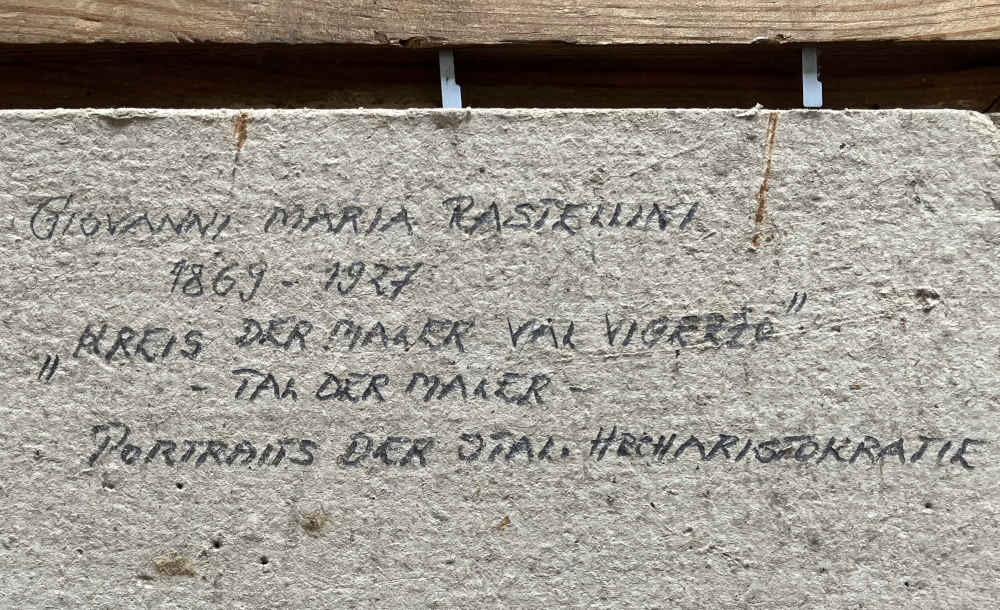 GIOVANNI MARIA RASTELLINI,
1869 - 1927
„KREIS DER MALER VAL VIGEZZO"
- TAL DER MALER -
PORTRAITS DER ITAL. HOCHARISTOKRATIE